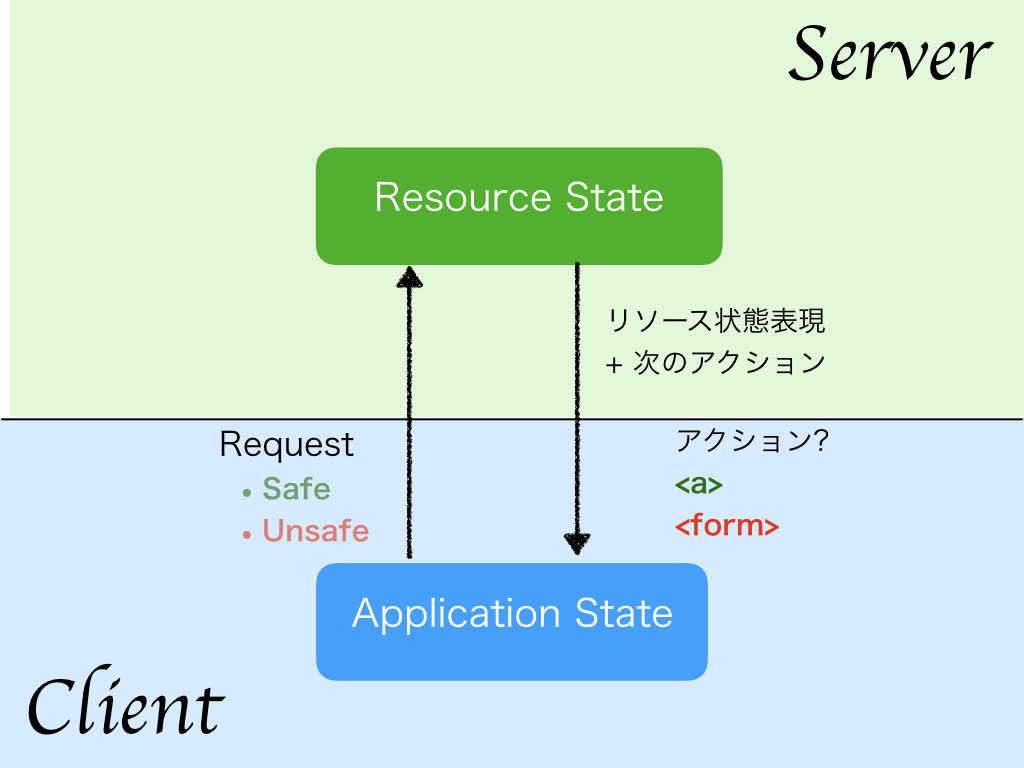 Server
Resource State
リソース状態表現
+ 次のアクション
Request
• Safe
• Unsafe
アクション?
<a>
<form>
Application State
Client